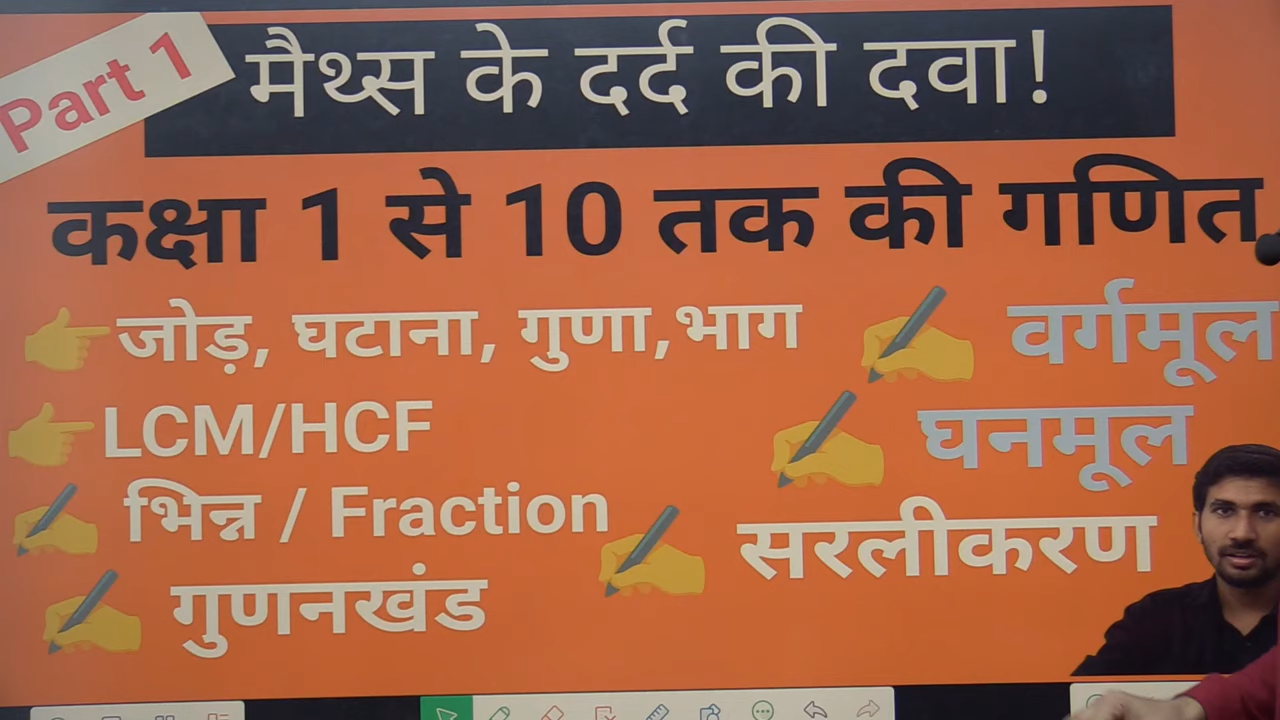 Part 1
मैथ्स के दर्द की दवा!
कक्षा 1 से 10 तक की गणित
जोड़, घटाना, गुणा,भाग
वर्गमूल
LCM/HCF
घनमूल
भिन्न / Fraction
सरलीकरण
गुणनखंड